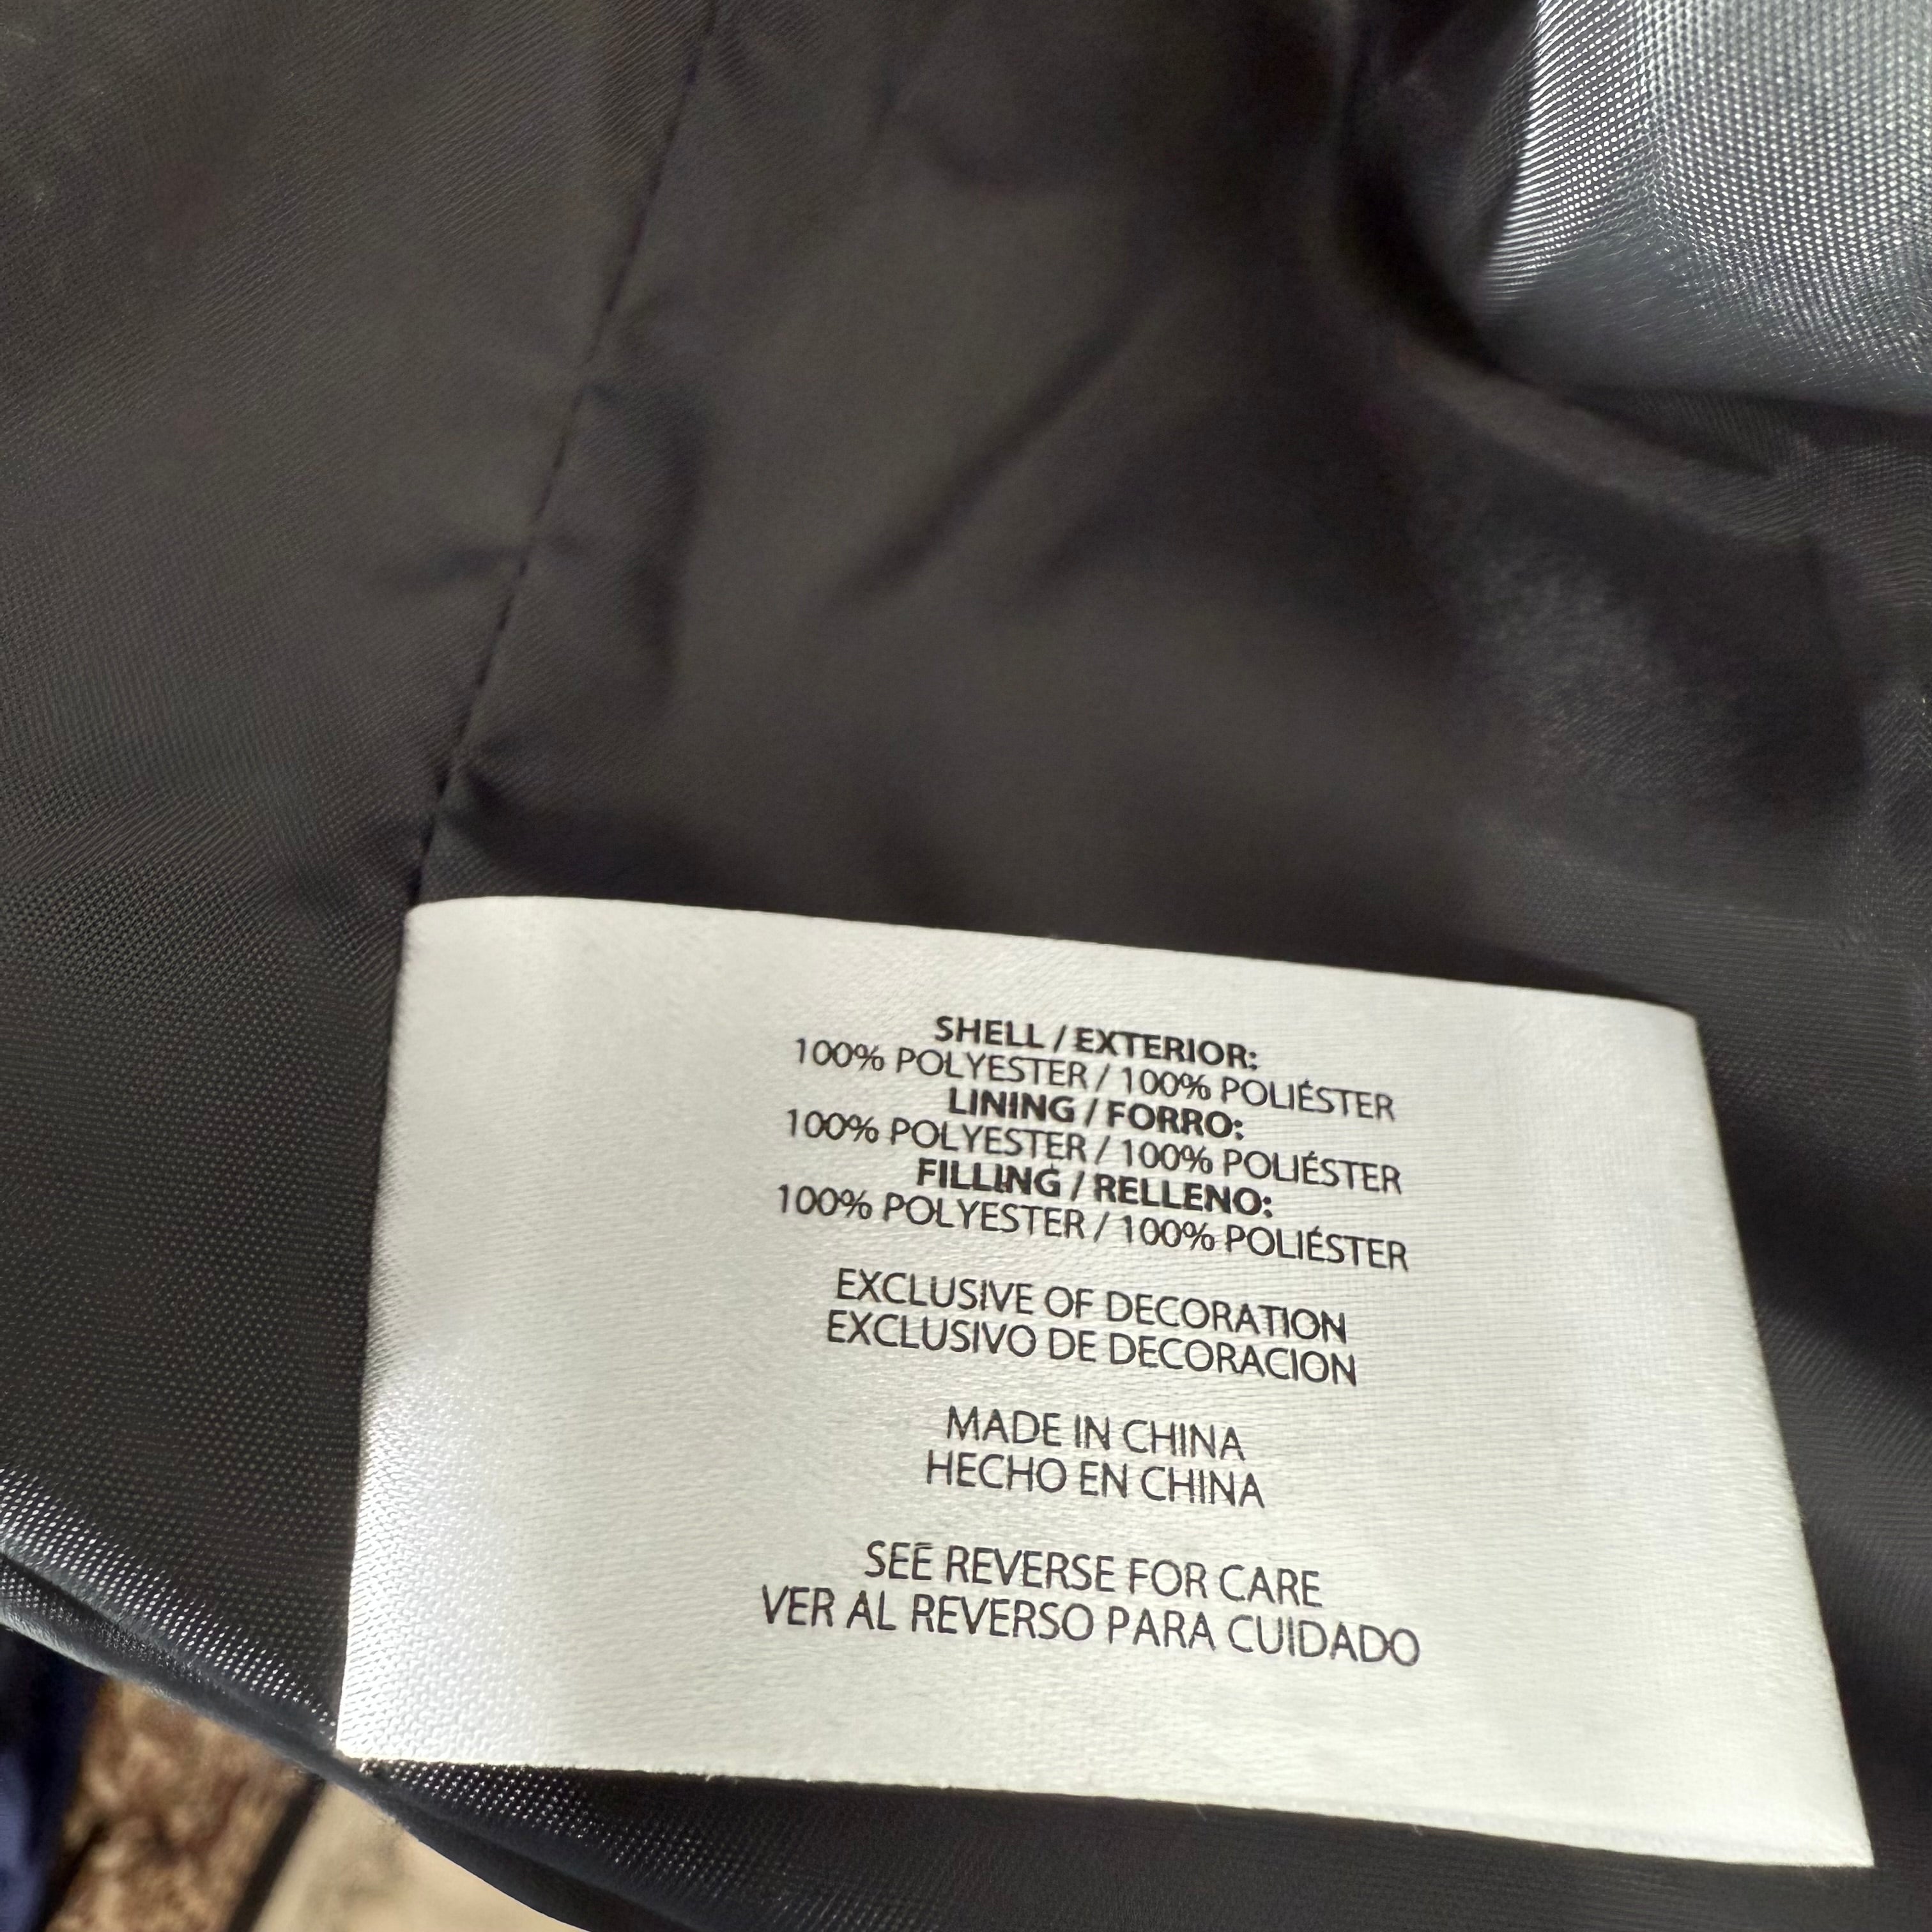 SHELL / EXTERIOR:
100% POLYESTER / 100% POLIÉSTER
LINING / FORRO:
100% POLYESTER / 100% POLIÉSTER
FILLING / RELLENO:
100% POLYESTER / 100% POLIÉSTER
EXCLUSIVE OF DECORATION
EXCLUSIVO DE DECORACION
MADE IN CHINA
HECHO EN CHINA
SEE REVERSE FOR CARE
VER AL REVERSO PARA CUIDADO